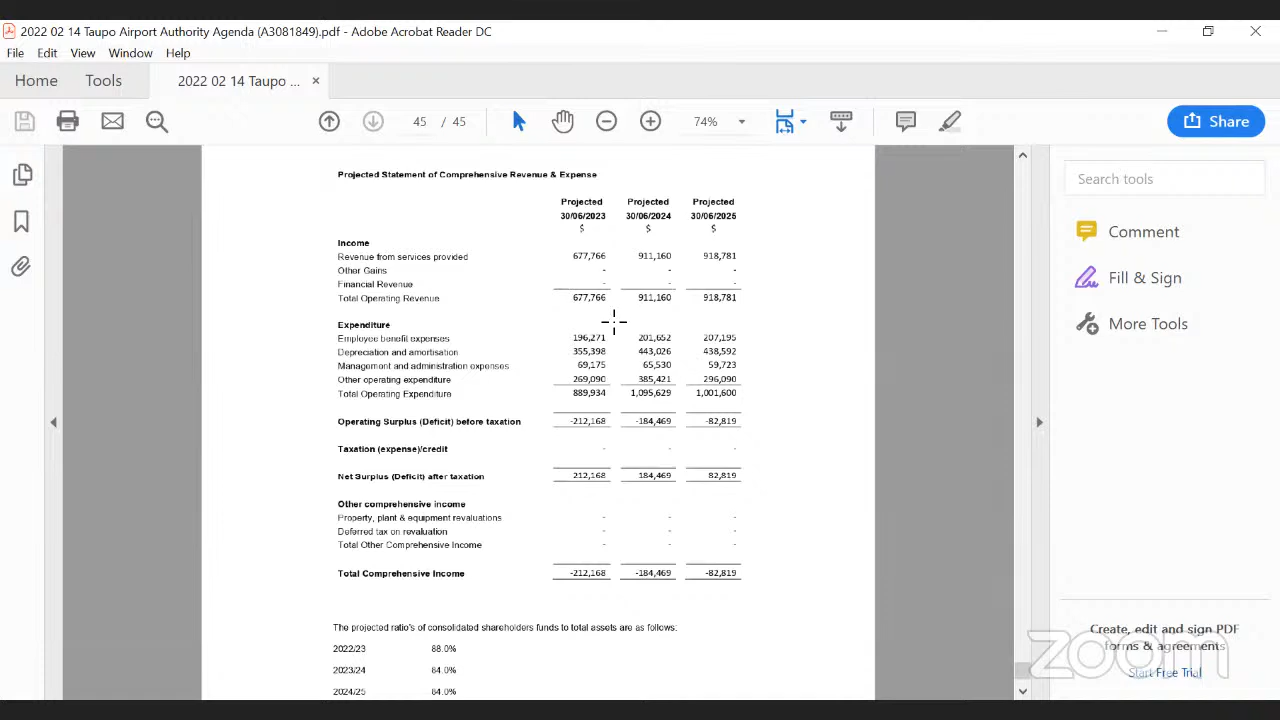 2022 02 14 Taupo Airport Authority Agenda (A3081849).pdf - Adobe Acrobat Reader DC
File Edit View Window Help
Home Tools 2022 02 14 Taupo ... ×
45 / 45 74% Share
Projected Statement of Comprehensive Revenue & Expense
Projected Projected Projected
30/06/2023 30/06/2024 30/06/2025
$ $ $
Income
Revenue from services provided 677,766 911,160 918,781
Other Gains - - -
Financial Revenue - - -
Total Operating Revenue 677,766 911,160 918,781
Expenditure
Employee benefit expenses 196,271 201,652 207,195
Depreciation and amortisation 355,398 443,026 438,592
Management and administration expenses 69,175 65,530 59,723
Other operating expenditure 269,090 385,421 296,090
Total Operating Expenditure 889,934 1,095,629 1,001,600
Operating Surplus (Deficit) before taxation -212,168 -184,469 -82,819
Taxation (expense)/credit - - -
Net Surplus (Deficit) after taxation 212,168 184,469 82,819
Other comprehensive income
Property, plant & equipment revaluations - - -
Deferred tax on revaluation - - -
Total Other Comprehensive Income - - -
Total Comprehensive Income -212,168 -184,469 -82,819
The projected ratio's of consolidated shareholders funds to total assets are as follows:
2022/23 88.0%
2023/24 84.0%
2024/25 84.0%
Search tools
Comment
Fill & Sign
More Tools
Create, edit and sign PDF
forms & agreements
Start Free Trial
zoom